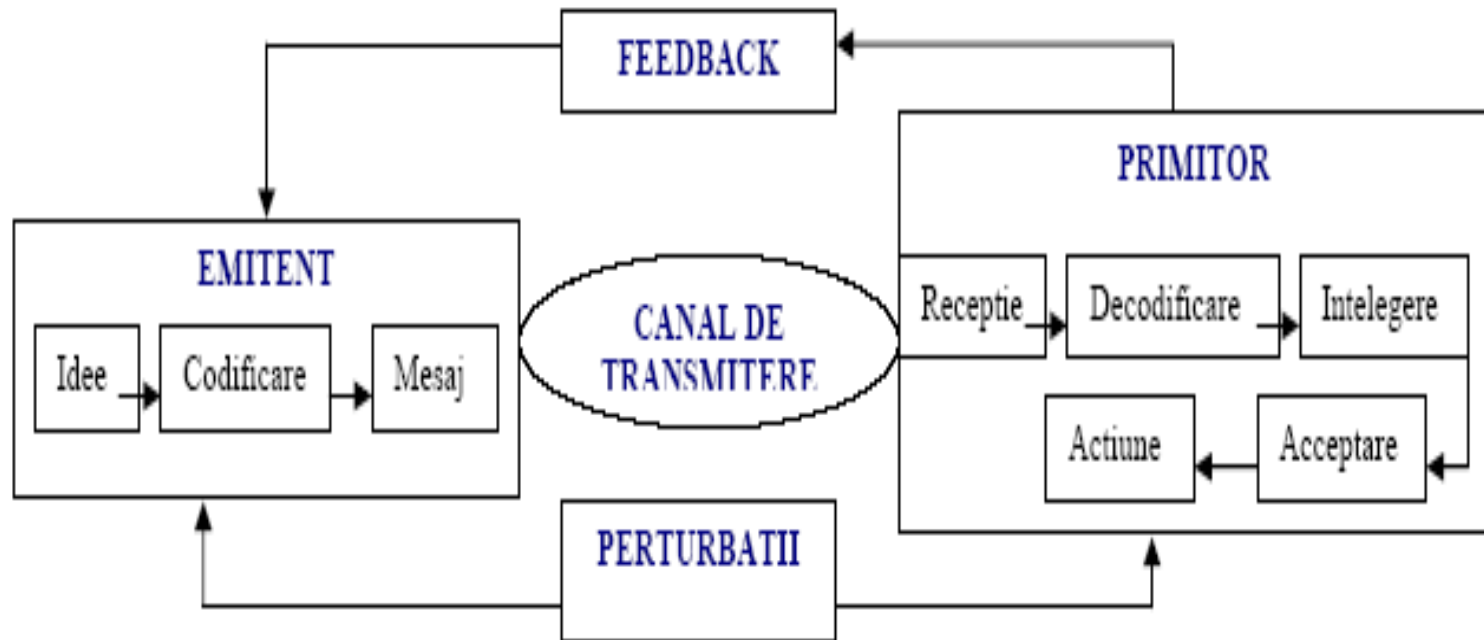 FEEDBACK
PRIMITOR
EMITENT
Receptie
Decodificare
Intelegere
CANAL DE
TRANSMITERE
Idee
Codificare
Mesaj
Actiune
Acceptare
PERTURBATII